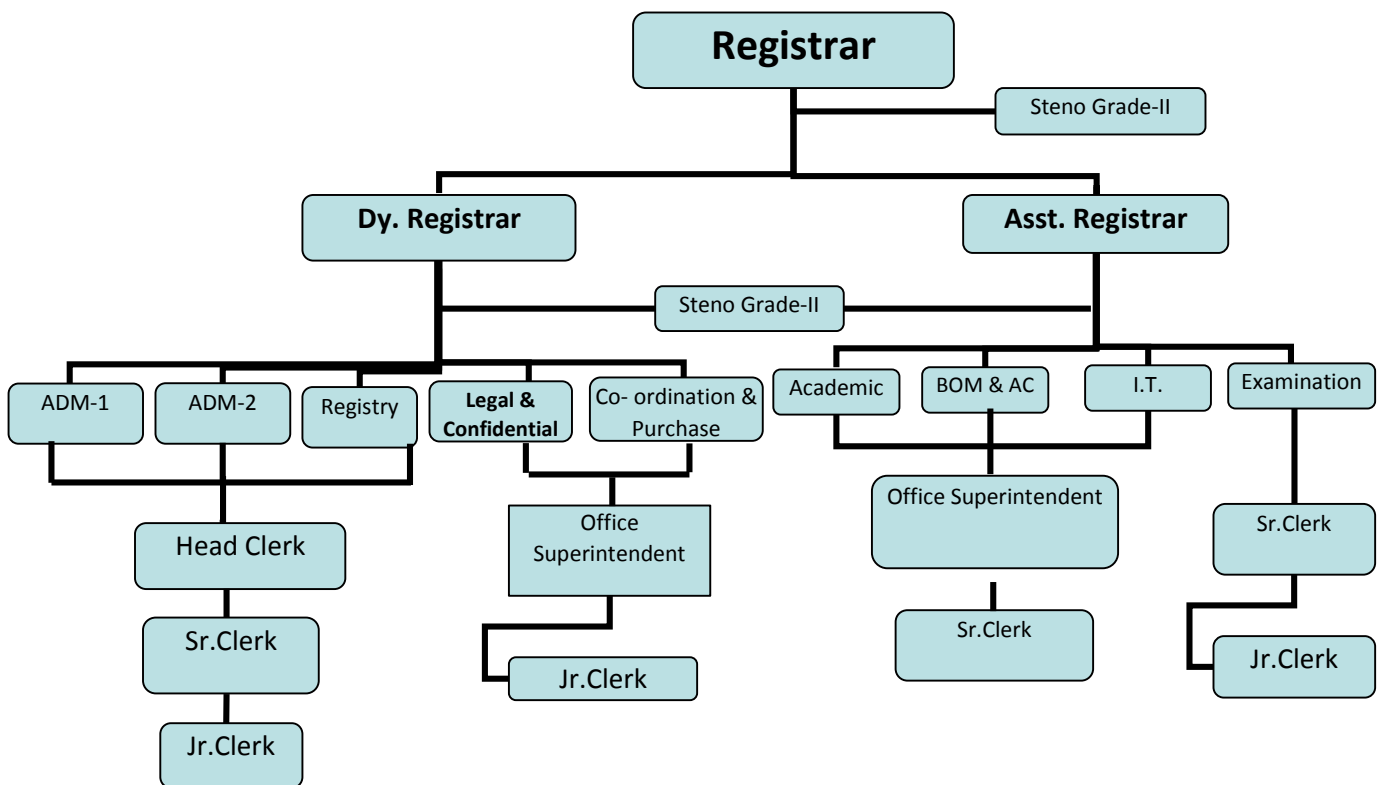 Registrar
Steno Grade-II
Dy. Registrar
Asst. Registrar
Steno Grade-II
ADM-1
ADM-2
Registry
Legal &
Confidential
Co- ordination &
Purchase
Academic
BOM & AC
I.T.
Examination
Head Clerk
Office
Superintendent
Office Superintendent
Sr.Clerk
Sr.Clerk
Jr.Clerk
Sr.Clerk
Jr.Clerk
Jr.Clerk